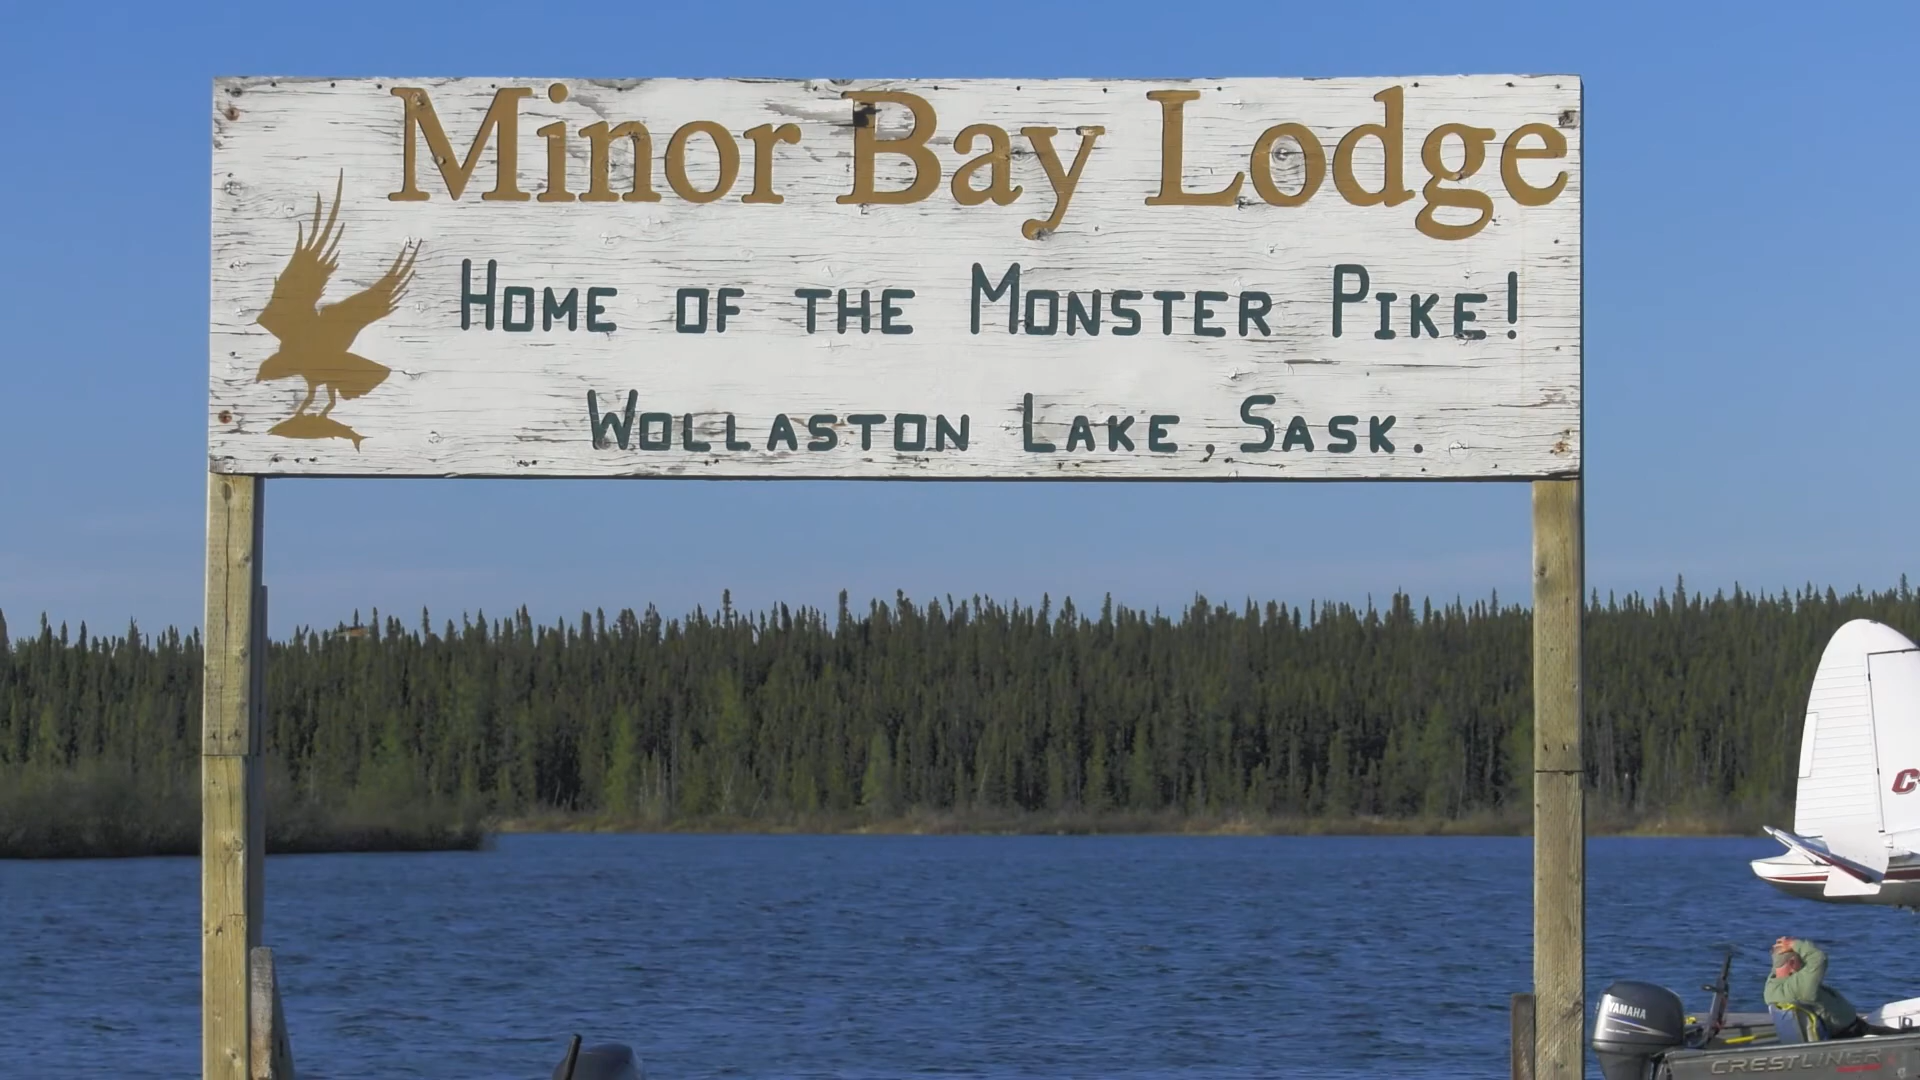 Minor Bay Lodge
Home of the Monster Pike!
Wollaston Lake, Sask.
C
YAMAHA
CRESTLINER